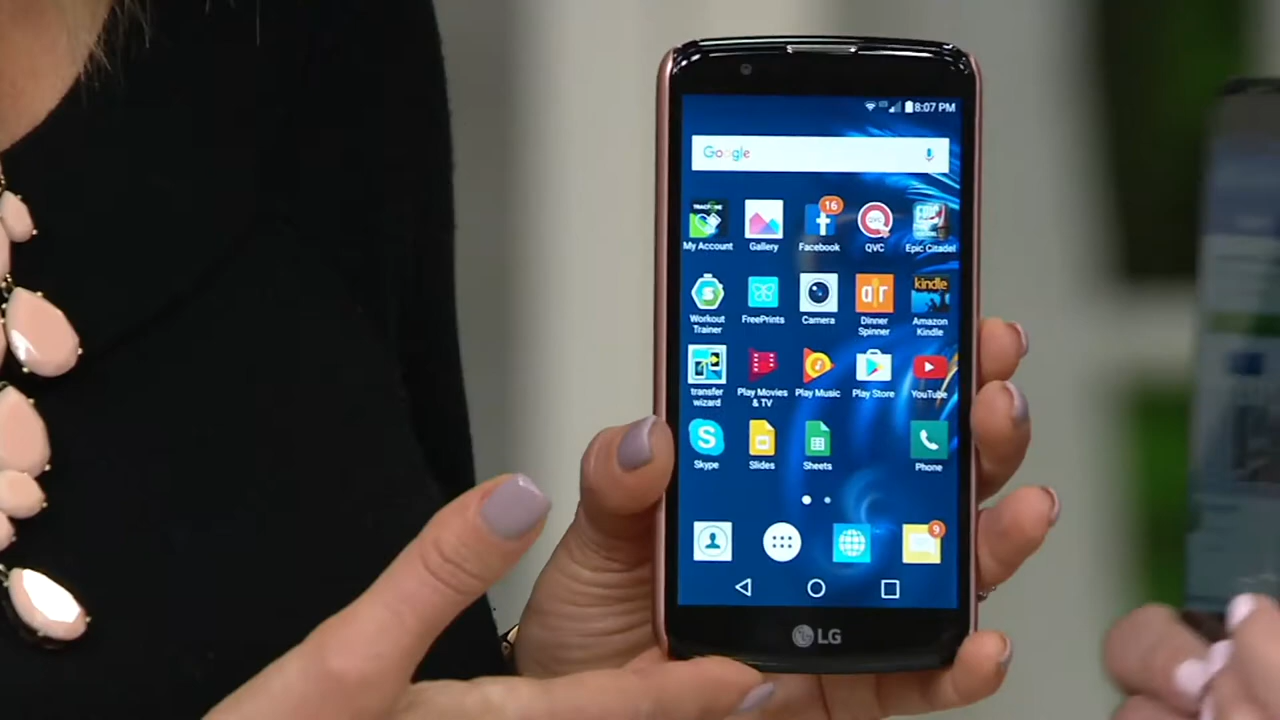 8:07 PM
Google
TRACFONE
16
My Account
Gallery
Facebook
QVC
Epic Citadel
kindle
Workout Trainer
FreePrints
Camera
Dinner Spinner
Amazon Kindle
transfer wizard
Play Movies & TV
Play Music
Play Store
YouTube
Skype
Slides
Sheets
Phone
9
LG